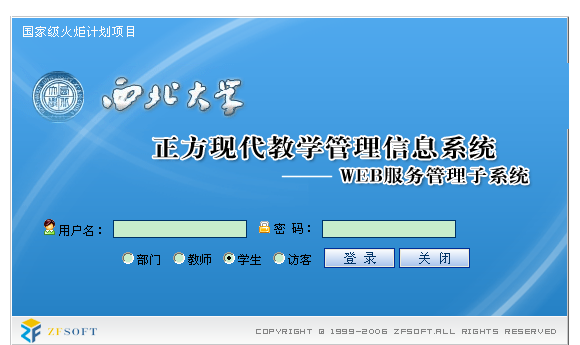 国家级火炬计划项目
西北大学
正方现代教学管理信息系统
—— WEB服务管理子系统
用户名： 密 码：
部门 教师 学生 访客 登 录 关 闭
ZFSOFT COPYRIGHT @ 1999-2006 ZFSOFT.ALL RIGHTS RESERVED